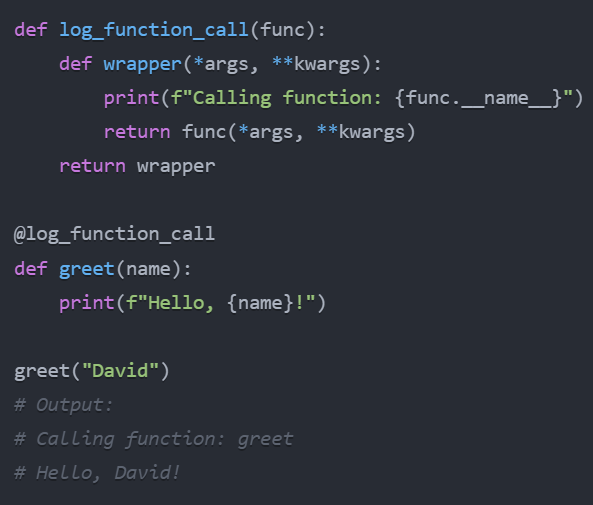 def log_function_call(func):
    def wrapper(*args, **kwargs):
        print(f"Calling function: {func.__name__}")
        return func(*args, **kwargs)
    return wrapper

@log_function_call
def greet(name):
    print(f"Hello, {name}!")

greet("David")
# Output:
# Calling function: greet
# Hello, David!